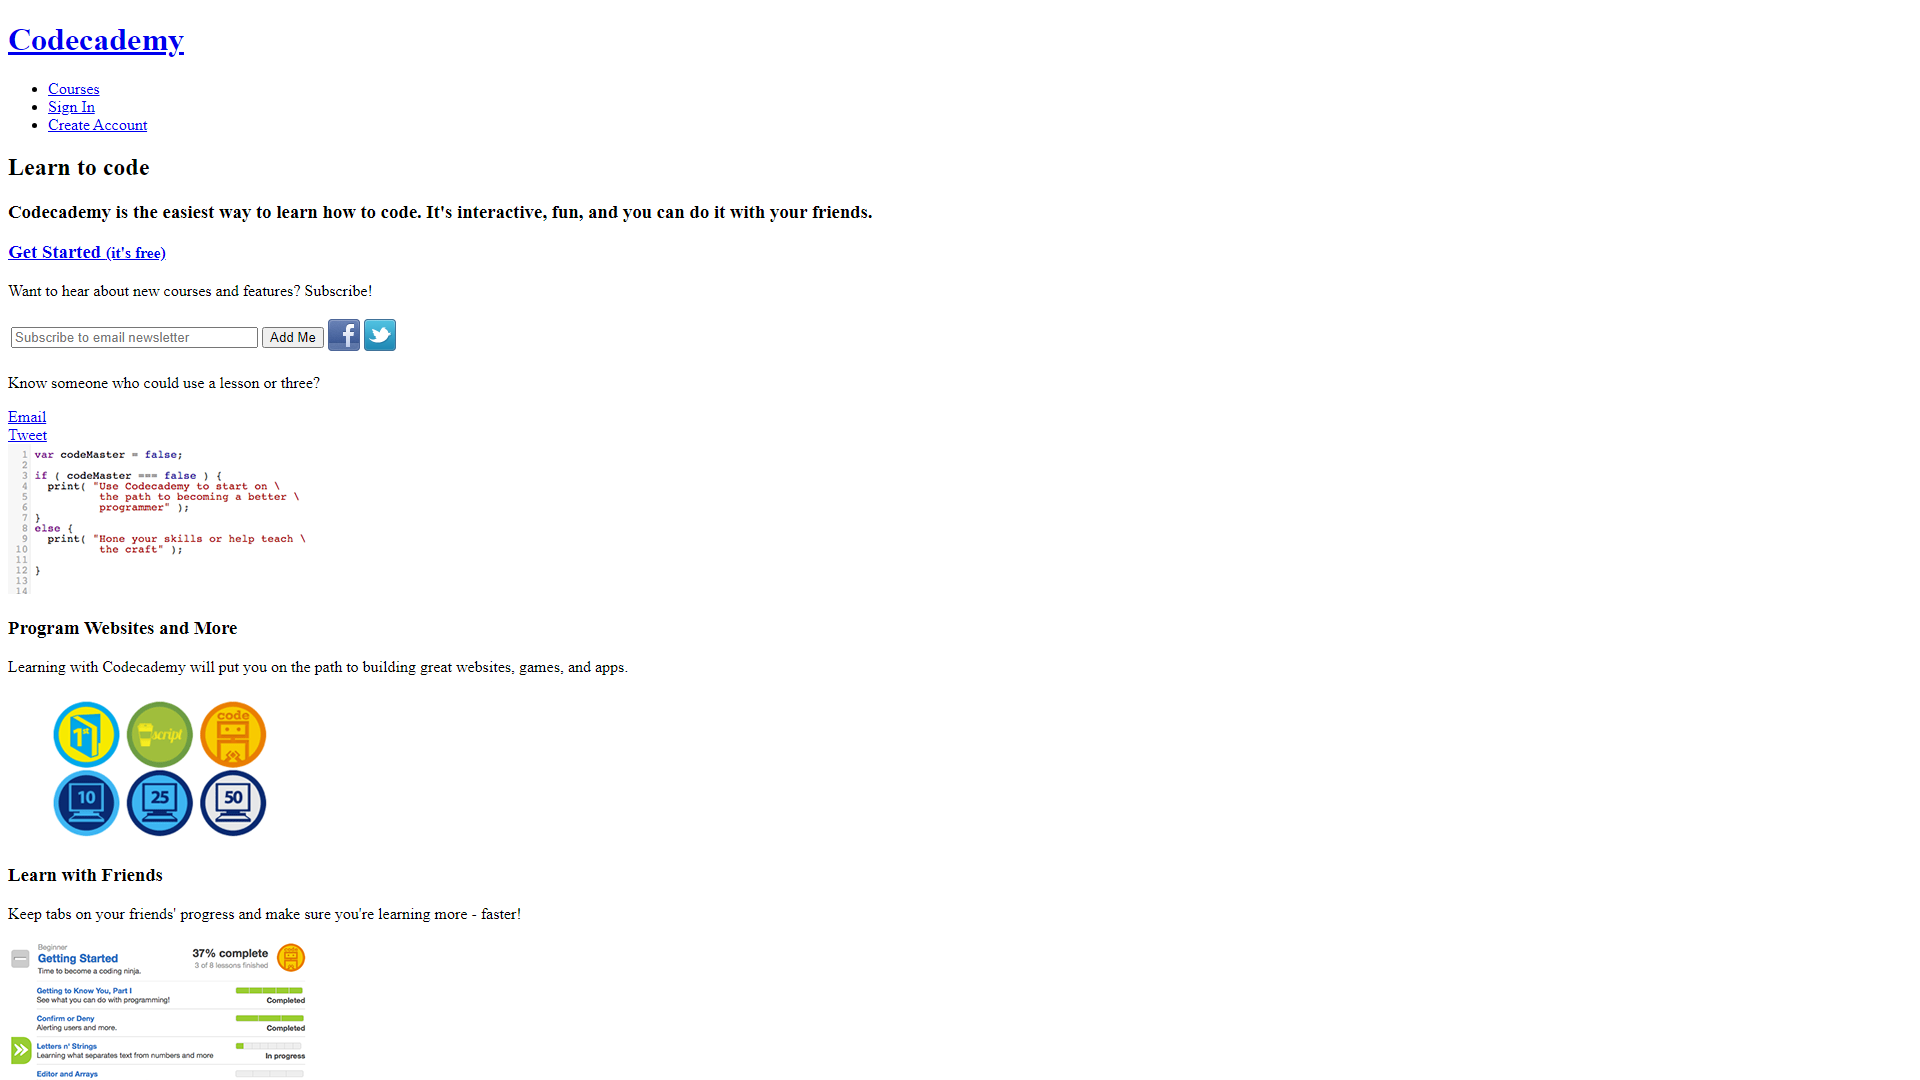 Codecademy
Courses
Sign In
Create Account
Learn to code
Codecademy is the easiest way to learn how to code. It's interactive, fun, and you can do it with your friends.
Get Started (it's free)
Want to hear about new courses and features? Subscribe!
Subscribe to email newsletter Add Me f
Know someone who could use a lesson or three?
Email
Tweet
1 var codeMaster = false;
2
3 if ( codeMaster === false ) {
4 print( "Use Codecademy to start on \
5 the path to becoming a better \
6 programmer" );
7 }
8 else {
9 print( "Hone your skills or help teach \
10 the craft" );
11
12 }
13
14
Program Websites and More
Learning with Codecademy will put you on the path to building great websites, games, and apps.
1st script code
10 25 50
Learn with Friends
Keep tabs on your friends' progress and make sure you're learning more - faster!
Beginner
Getting Started 37% complete
Time to become a coding ninja. 3 of 8 lessons finished
Getting to Know You, Part I
See what you can do with programming! Completed
Confirm or Deny
Alerting users and more. Completed
Letters n' Strings
Learning what separates text from numbers and more In progress
Editor and Arrays